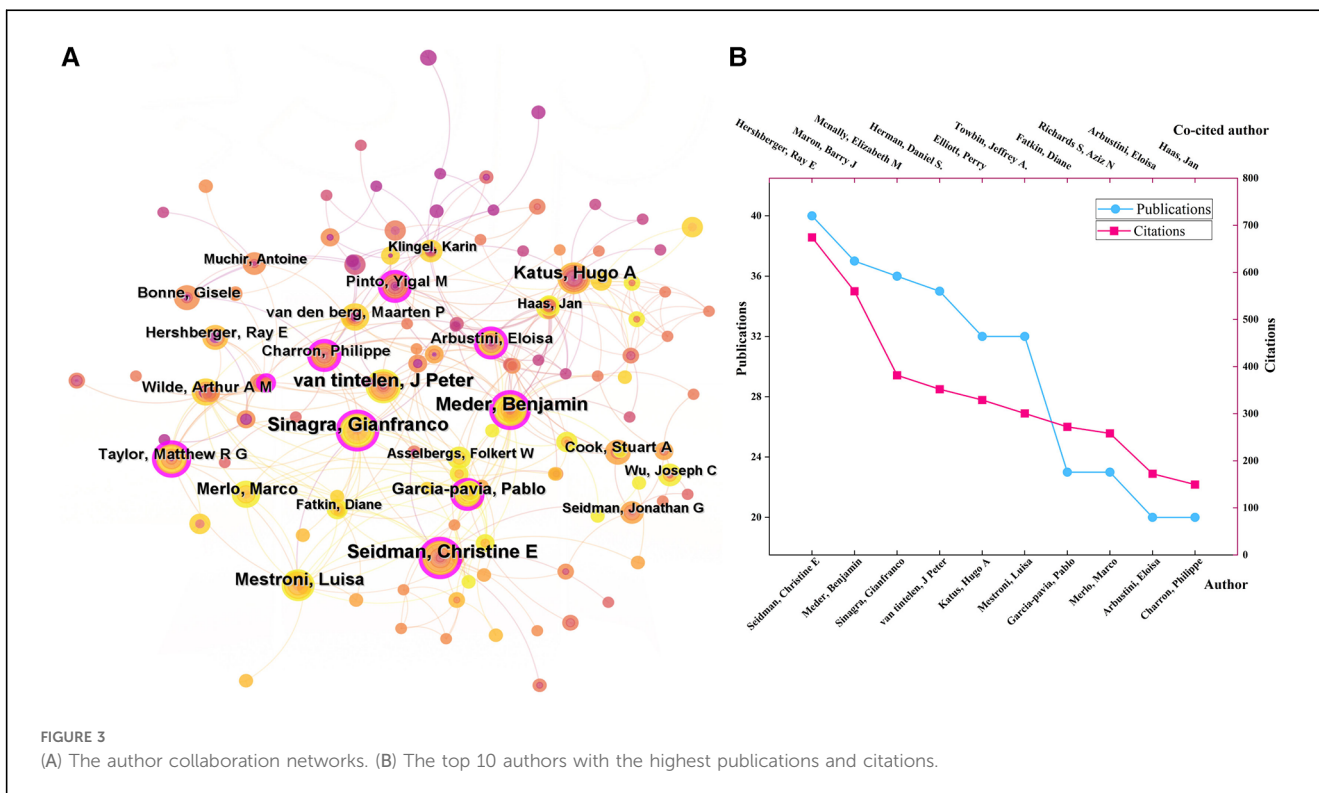 A
Klingel, Karin
Muchir, Antoine
Katus, Hugo A
Pinto, Yigal M
Bonne, Gisele
Haas, Jan
van den berg, Maarten P
Hershberger, Ray E
Arbustini, Eloisa
Charron, Philippe
van tintelen, J Peter
Wilde, Arthur A M
Meder, Benjamin
Sinagra, Gianfranco
Taylor, Matthew R G
Asselbergs, Folkert W
Cook, Stuart A
Wu, Joseph C
Merlo, Marco
Garcia-pavia, Pablo
Fatkin, Diane
Seidman, Jonathan G
Seidman, Christine E
Mestroni, Luisa
B
Co-cited author
Hershberger, Ray E
Maron, Barry J
Mcnally, Elizabeth M
Herman, Daniel S.
Elliott, Perry
Towbin, Jeffrey A.
Fatkin, Diane
Richards S, Aziz N
Arbustini, Eloisa
Haas, Jan
Publications
Citations
Publications
40
36
32
28
24
20
Citations
800
700
600
500
400
300
200
100
0
Author
Seidman, Christine E
Meder, Benjamin
Sinagra, Gianfranco
van tintelen, J Peter
Katus, Hugo A
Mestroni, Luisa
Garcia-pavia, Pablo
Merlo, Marco
Arbustini, Eloisa
Charron, Philippe
FIGURE 3
(A) The author collaboration networks. (B) The top 10 authors with the highest publications and citations.